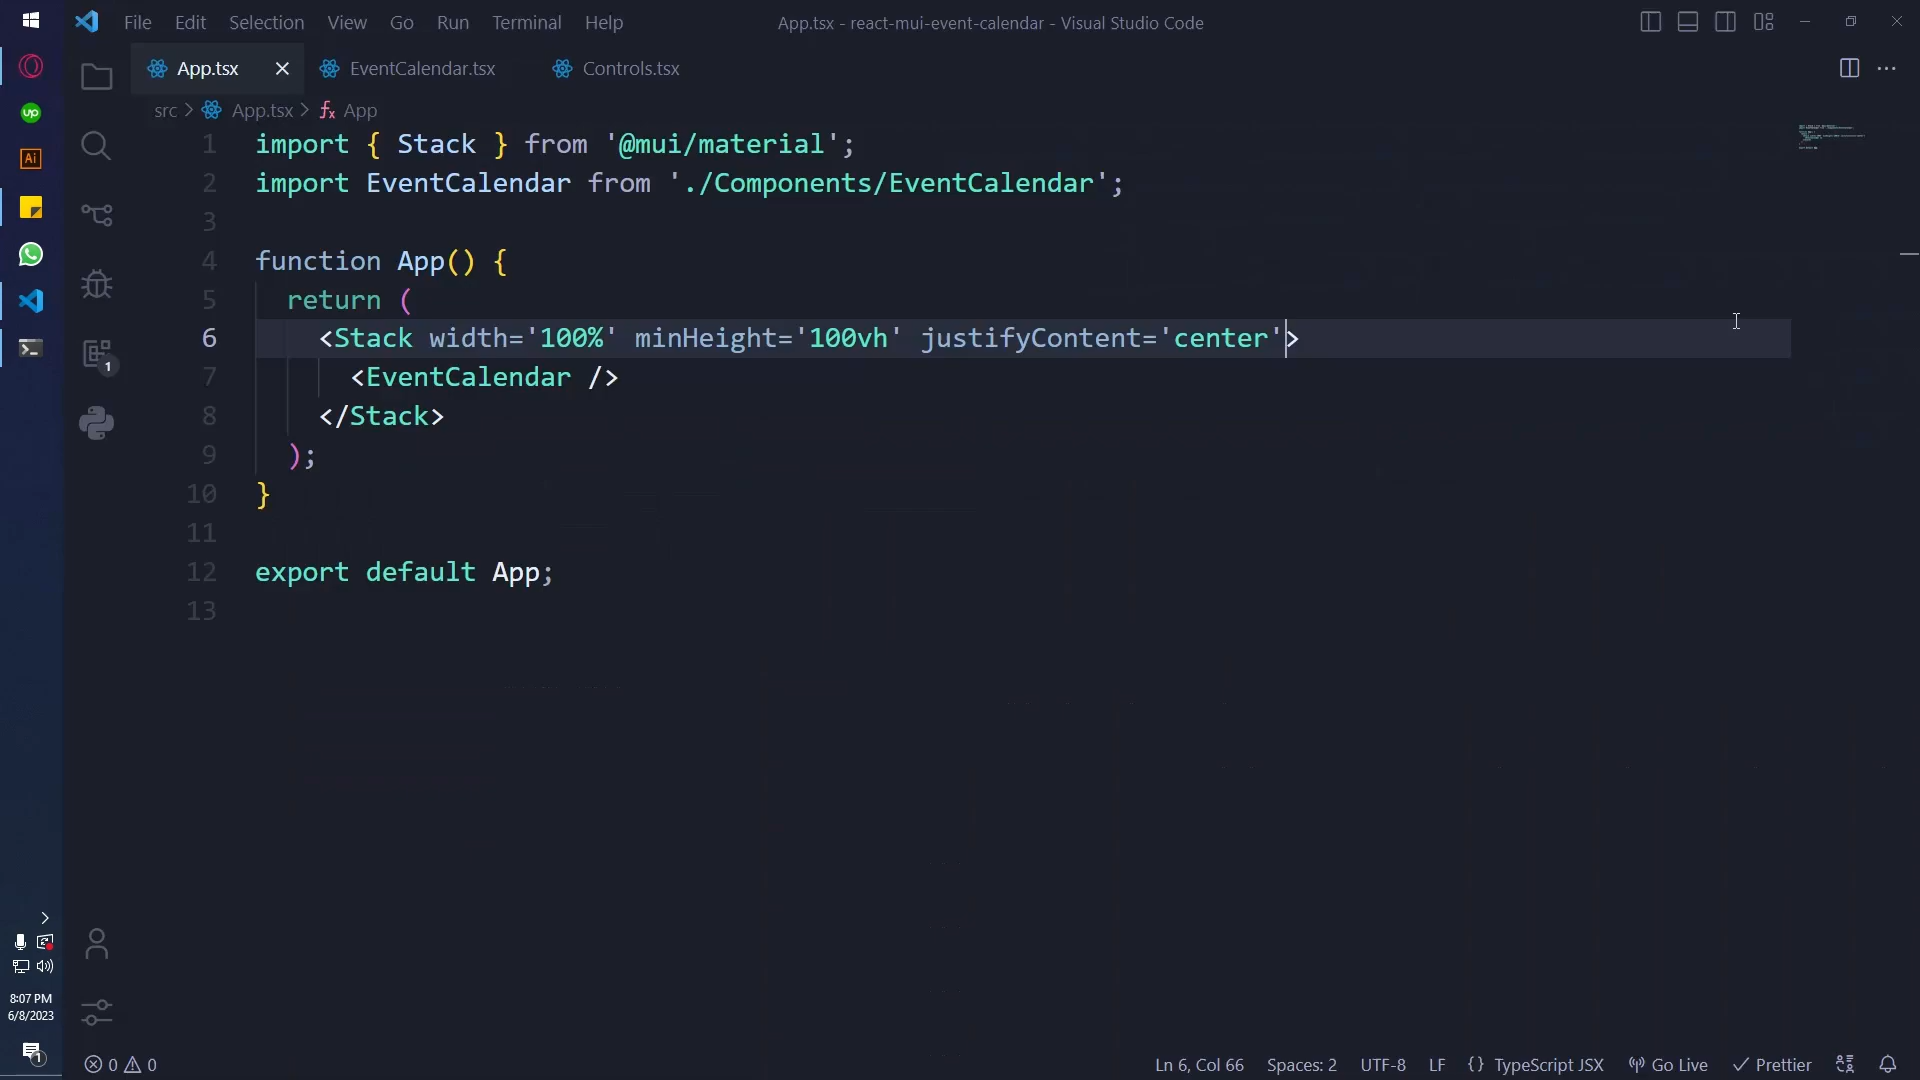 File Edit Selection View Go Run Terminal Help
App.tsx - react-mui-event-calendar - Visual Studio Code
App.tsx
EventCalendar.tsx
Controls.tsx
src > App.tsx > App
1 import { Stack } from '@mui/material';
2 import EventCalendar from './Components/EventCalendar';
3
4 function App() {
5 return (
6 <Stack width='100%' minHeight='100vh' justifyContent='center'>
7 <EventCalendar />
8 </Stack>
9 );
10 }
11
12 export default App;
13
up
Ai
1
8:07 PM
6/8/2023
1
0 0
Ln 6, Col 66 Spaces: 2 UTF-8 LF {} TypeScript JSX Go Live Prettier